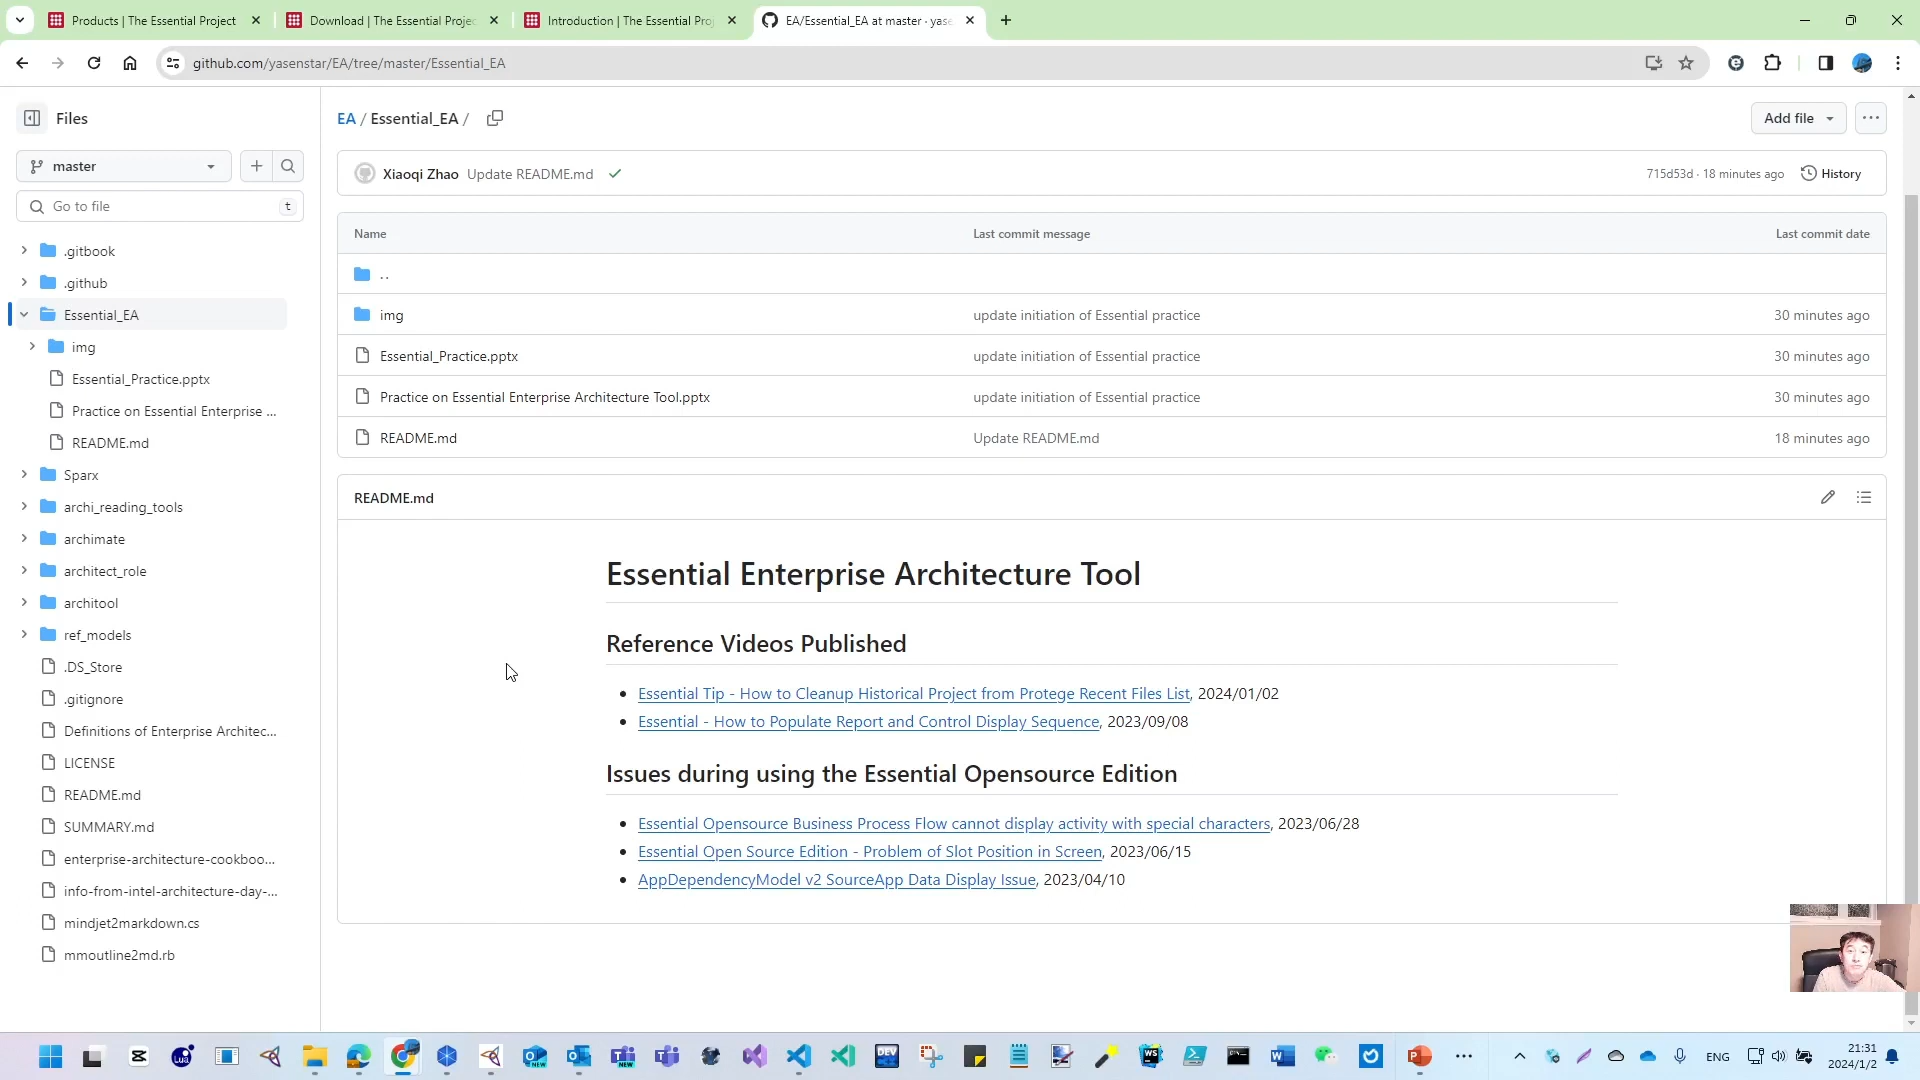 Products | The Essential Project
Download | The Essential Projec
Introduction | The Essential Pro
EA/Essential_EA at master · yase
github.com/yasenstar/EA/tree/master/Essential_EA
Files
master
Go to file
t
.gitbook
.github
Essential_EA
img
Essential_Practice.pptx
Practice on Essential Enterprise ...
README.md
Sparx
archi_reading_tools
archimate
architect_role
architool
ref_models
.DS_Store
.gitignore
Definitions of Enterprise Architec...
LICENSE
README.md
SUMMARY.md
enterprise-architecture-cookboo...
info-from-intel-architecture-day-...
mindjet2markdown.cs
mmoutline2md.rb
EA / Essential_EA /
Add file
Xiaoqi Zhao Update README.md
715d53d · 18 minutes ago
History
Name Last commit message Last commit date
..
img update initiation of Essential practice 30 minutes ago
Essential_Practice.pptx update initiation of Essential practice 30 minutes ago
Practice on Essential Enterprise Architecture Tool.pptx update initiation of Essential practice 30 minutes ago
README.md Update README.md 18 minutes ago
README.md
Essential Enterprise Architecture Tool
Reference Videos Published
Essential Tip - How to Cleanup Historical Project from Protege Recent Files List, 2024/01/02
Essential - How to Populate Report and Control Display Sequence, 2023/09/08
Issues during using the Essential Opensource Edition
Essential Opensource Business Process Flow cannot display activity with special characters, 2023/06/28
Essential Open Source Edition - Problem of Slot Position in Screen, 2023/06/15
AppDependencyModel v2 SourceApp Data Display Issue, 2023/04/10
Lua
NEW
NEW
DEV
WS
ENG
21:31
2024/1/2